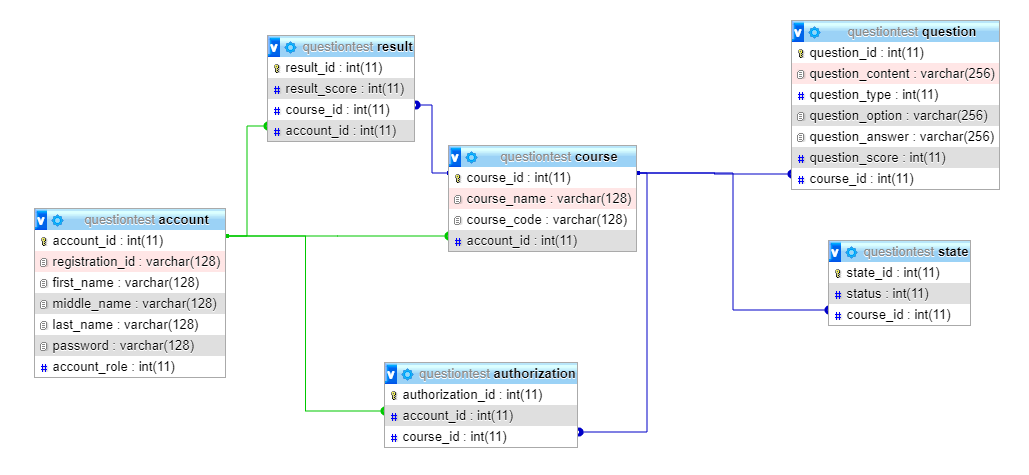 questiontest result
result_id : int(11)
result_score : int(11)
course_id : int(11)
account_id : int(11)
questiontest question
question_id : int(11)
question_content : varchar(256)
question_type : int(11)
question_option : varchar(256)
question_answer : varchar(256)
question_score : int(11)
course_id : int(11)
questiontest course
course_id : int(11)
course_name : varchar(128)
course_code : varchar(128)
account_id : int(11)
questiontest account
account_id : int(11)
registration_id : varchar(128)
first_name : varchar(128)
middle_name : varchar(128)
last_name : varchar(128)
password : varchar(128)
account_role : int(11)
questiontest state
state_id : int(11)
status : int(11)
course_id : int(11)
questiontest authorization
authorization_id : int(11)
account_id : int(11)
course_id : int(11)